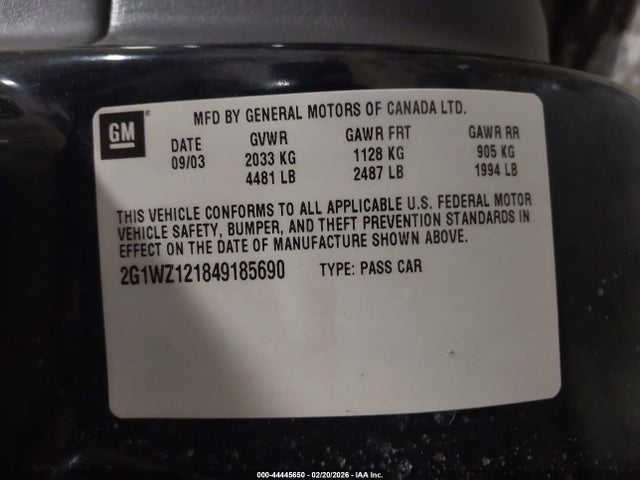 GM
MFD BY GENERAL MOTORS OF CANADA LTD.
DATE GVWR GAWR FRT GAWR RR
09/03 2033 KG 1128 KG 905 KG
4481 LB 2487 LB 1994 LB
THIS VEHICLE CONFORMS TO ALL APPLICABLE U.S. FEDERAL MOTOR
VEHICLE SAFETY, BUMPER, AND THEFT PREVENTION STANDARDS IN
EFFECT ON THE DATE OF MANUFACTURE SHOWN ABOVE.
2G1WZ121849185690 TYPE: PASS CAR
000-44445650 - 02/20/2026 - IAA Inc.